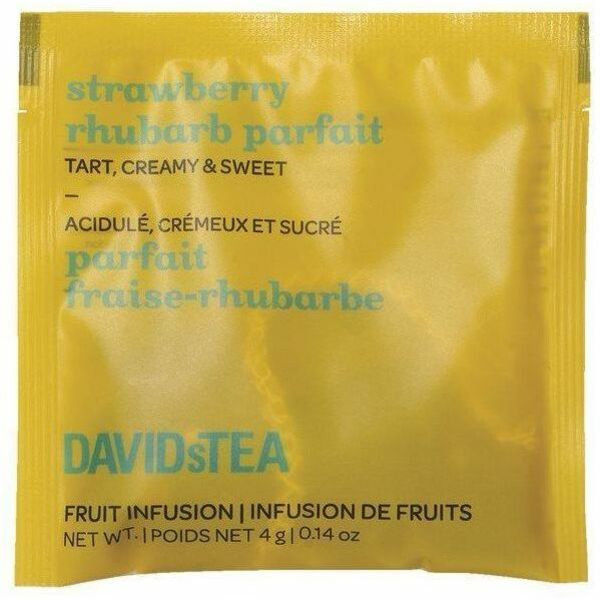 strawberry
rhubarb parfait
TART, CREAMY & SWEET
–
ACIDULÉ, CRÉMEUX ET SUCRÉ
parfait
fraise-rhubarbe
DAVIDsTEA
FRUIT INFUSION | INFUSION DE FRUITS
NET WT. | POIDS NET 4 g | 0.14 oz